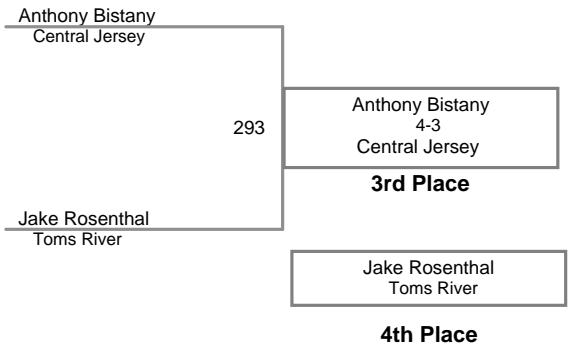 Anthony Bistany
Central Jersey
293
Anthony Bistany
4-3
Central Jersey
3rd Place
Jake Rosenthal
Toms River
Jake Rosenthal
Toms River
4th Place